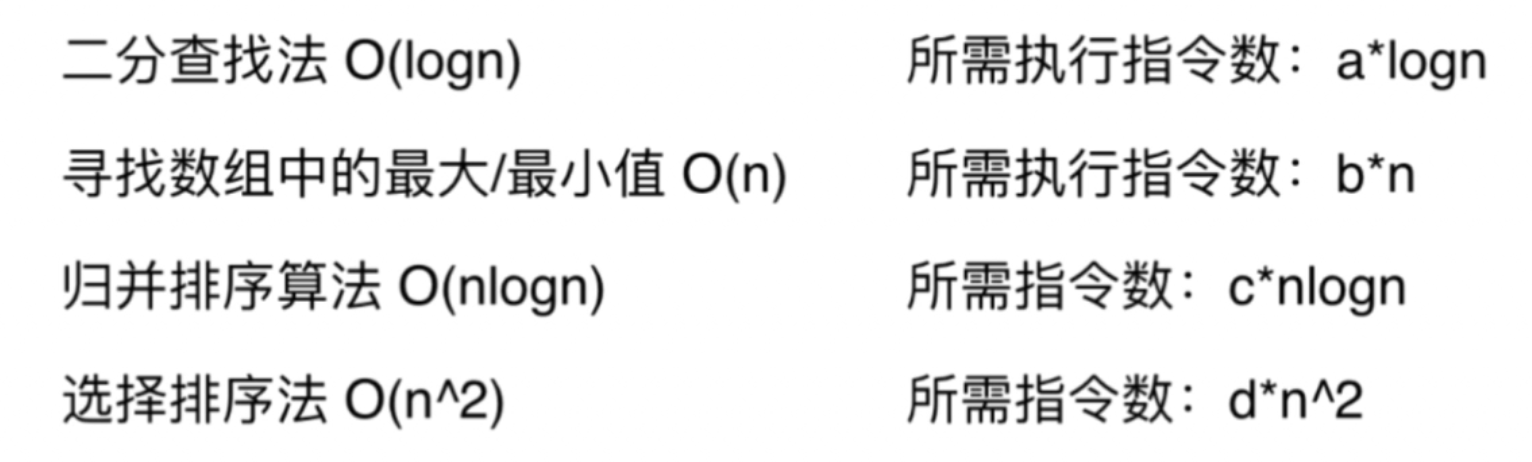 二分查找法 O(logn) 所需执行指令数：a*logn
寻找数组中的最大/最小值 O(n) 所需执行指令数：b*n
归并排序算法 O(nlogn) 所需指令数：c*nlogn
选择排序法 O(n^2) 所需指令数：d*n^2